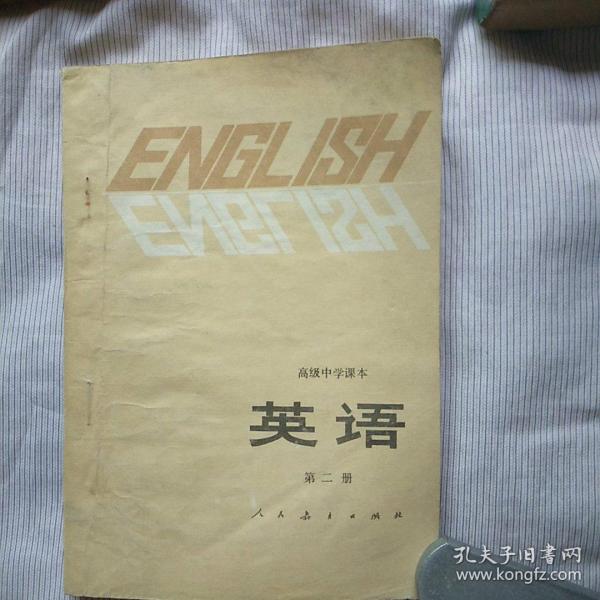 ENGLISH
ENGLISH
高级中学课本
英语
第二册
人民教育出版社
孔夫子旧书网
www.kongfz.com